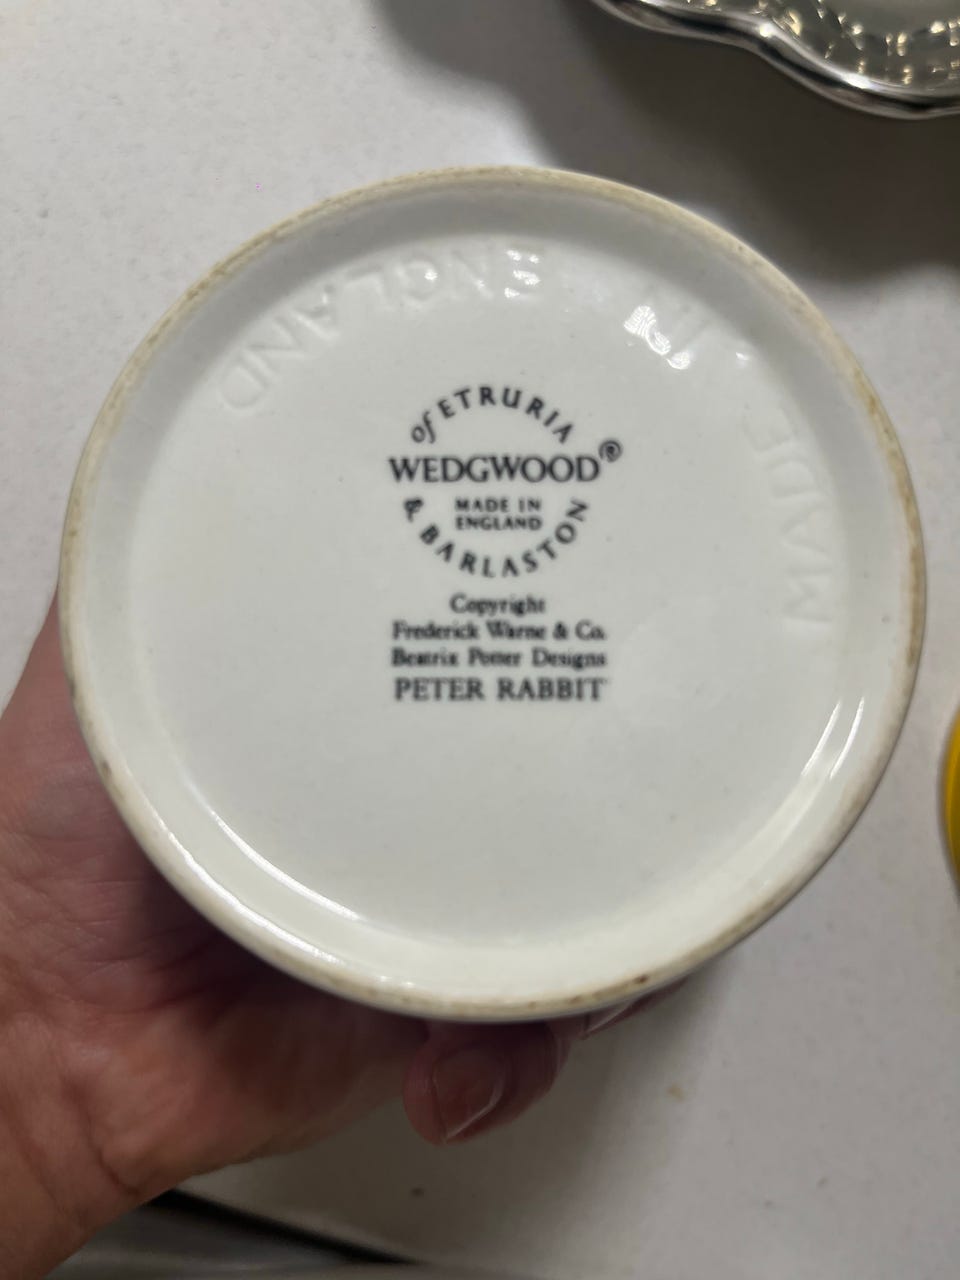 of ETRURIA
WEDGWOOD®
MADE IN
ENGLAND
& BARLASTON
Copyright
Frederick Warne & Co.
Beatrix Potter Designs
PETER RABBIT
MADE IN ENGLAND